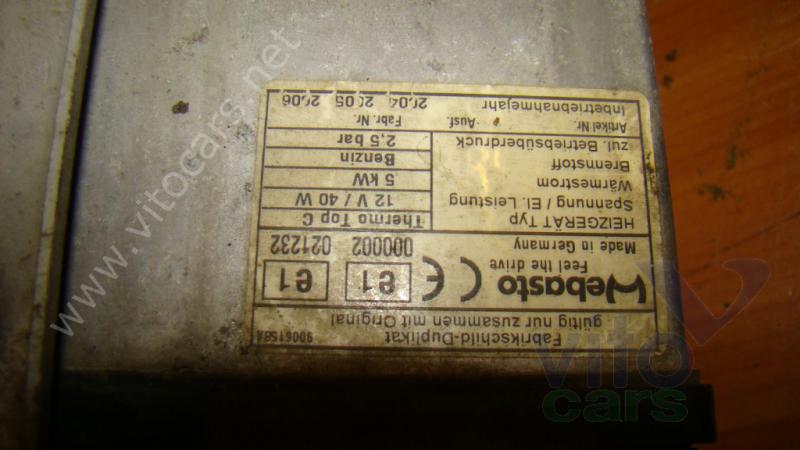 Fabrikschild-Duplikat 9006158A
gültig nur zusammen mit Original
Webasto
Feel the drive
Made in Germany
e1 e1
000002 021232
HEIZGERÄT Typ Thermo Top C
Spannung / El. Leistung 12 V / 40 W
Wärmestrom 5 kW
Brennstoff Benzin
zul. Betriebsüberdruck 2,5 bar
Artikel Nr. Ausf. Fabr. Nr.
Inbetriebnahmejahr 2004 2005 2006
www.vitocars.net
vito
cars